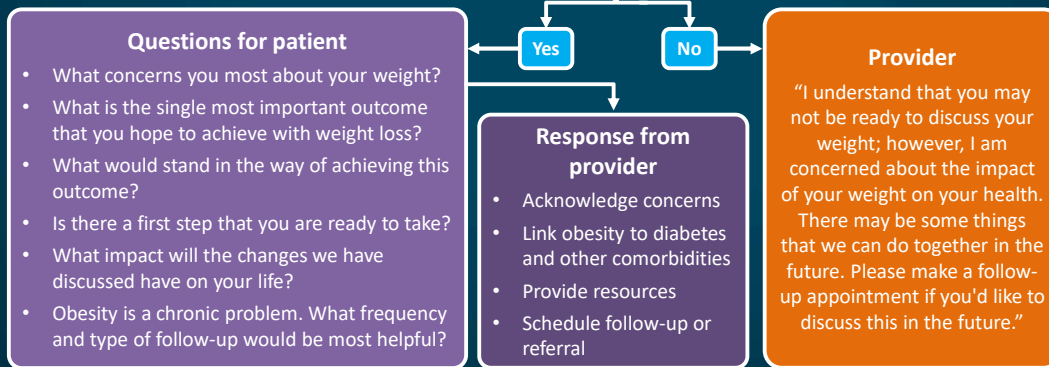 Yes
No
Questions for patient
• What concerns you most about your weight?
• What is the single most important outcome
that you hope to achieve with weight loss?
• What would stand in the way of achieving this
outcome?
• Is there a first step that you are ready to take?
• What impact will the changes we have
discussed have on your life?
• Obesity is a chronic problem. What frequency
and type of follow-up would be most helpful?
Response from
provider
• Acknowledge concerns
• Link obesity to diabetes
and other comorbidities
• Provide resources
• Schedule follow-up or
referral
Provider
“I understand that you may
not be ready to discuss your
weight; however, I am
concerned about the impact
of your weight on your health.
There may be some things
that we can do together in the
future. Please make a follow-
up appointment if you'd like to
discuss this in the future.”